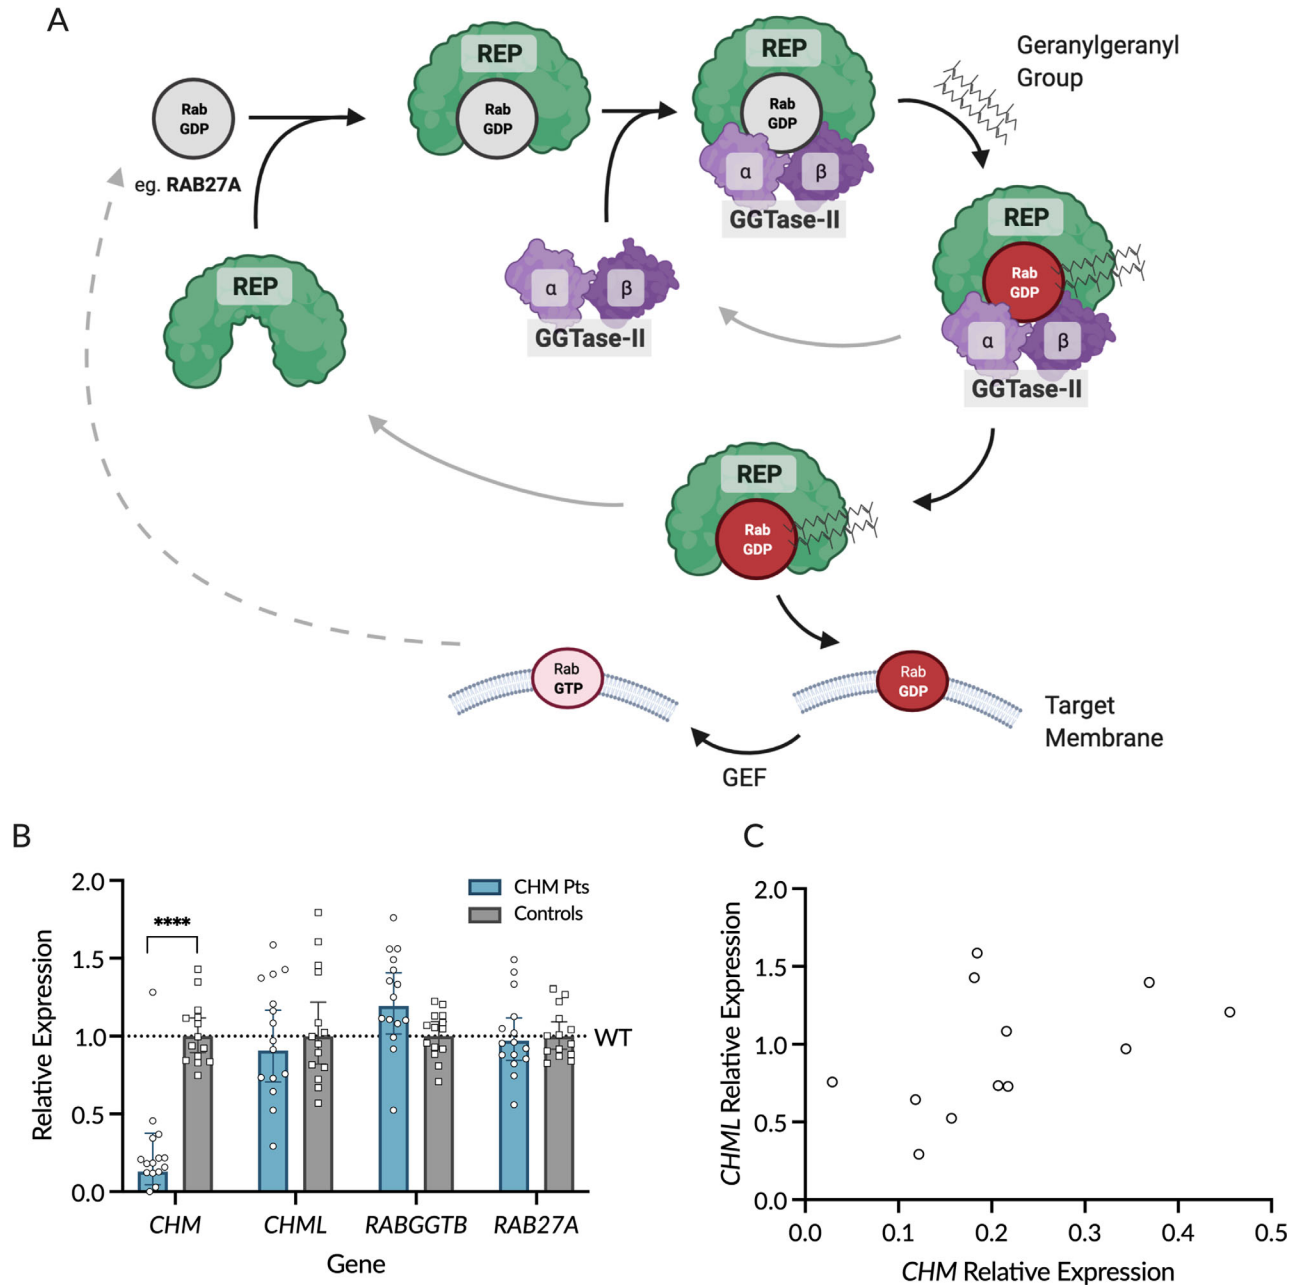 A
REP
Rab
GDP
eg. RAB27A
REP
Rab
GDP
REP
Rab
GDP
α
β
GGTase-II
Geranylgeranyl
Group
REP
α
β
GGTase-II
REP
Rab
GDP
α
β
GGTase-II
REP
Rab
GDP
Rab
GTP
Rab
GDP
Target
Membrane
GEF
B
2.0
1.5
1.0
0.5
0.0
Relative Expression
****
CHM Pts
Controls
WT
CHM
CHML
RABGGTB
RAB27A
Gene
C
2.0
1.5
1.0
0.5
0.0
CHML Relative Expression
0.0
0.1
0.2
0.3
0.4
0.5
CHM Relative Expression